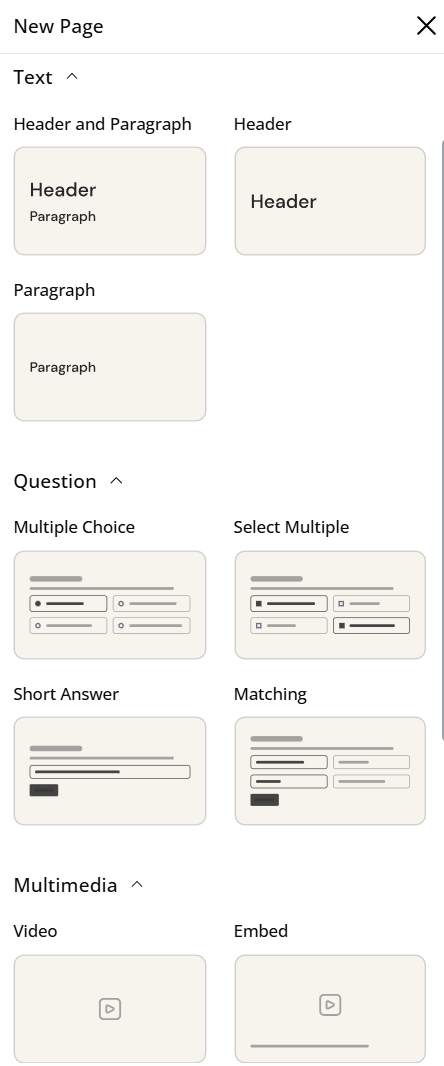 New Page
Text
Header and Paragraph
Header
Header
Paragraph
Header
Paragraph
Paragraph
Question
Multiple Choice
Select Multiple
Short Answer
Matching
Multimedia
Video
Embed